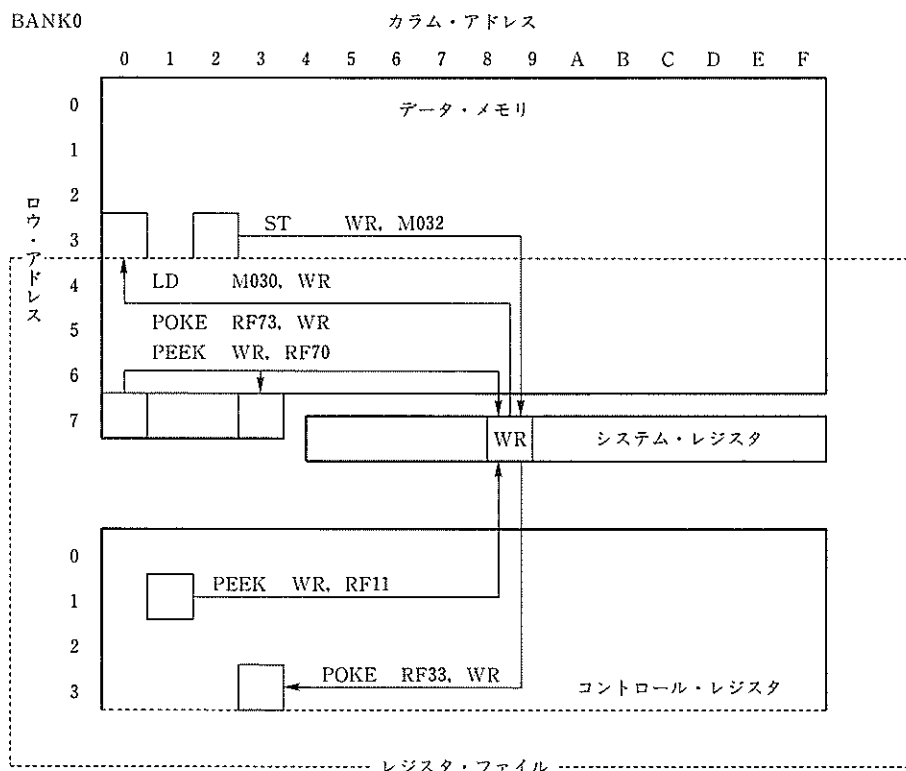 BANK0
カラム・アドレス
0 1 2 3 4 5 6 7 8 9 A B C D E F
0
データ・メモリ
1
2
ロウ・アドレス
ST WR, M032
3
4
LD M030, WR
5
POKE RF73, WR
PEEK WR, RF70
6
7
WR
システム・レジスタ
0
1
PEEK WR, RF11
2
3
POKE RF33, WR
コントロール・レジスタ
レジスタ・ファイル